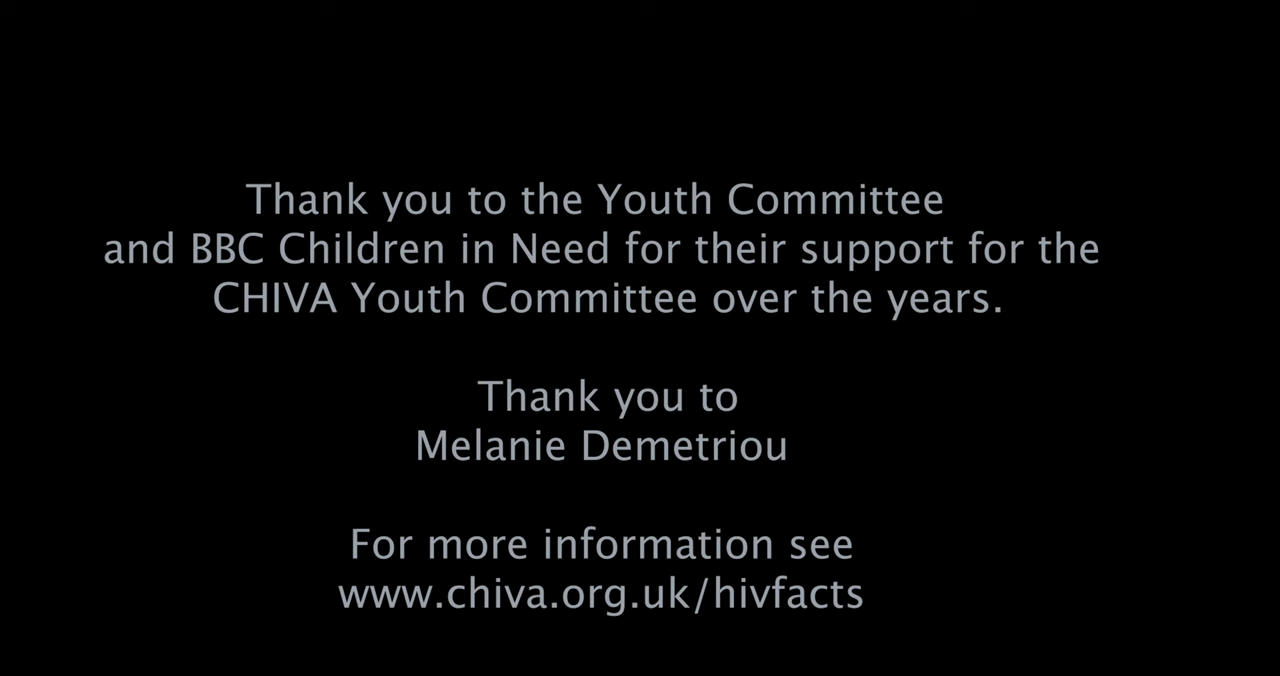 Thank you to the Youth Committee
and BBC Children in Need for their support for the
CHIVA Youth Committee over the years.
Thank you to
Melanie Demetriou
For more information see
www.chiva.org.uk/hivfacts